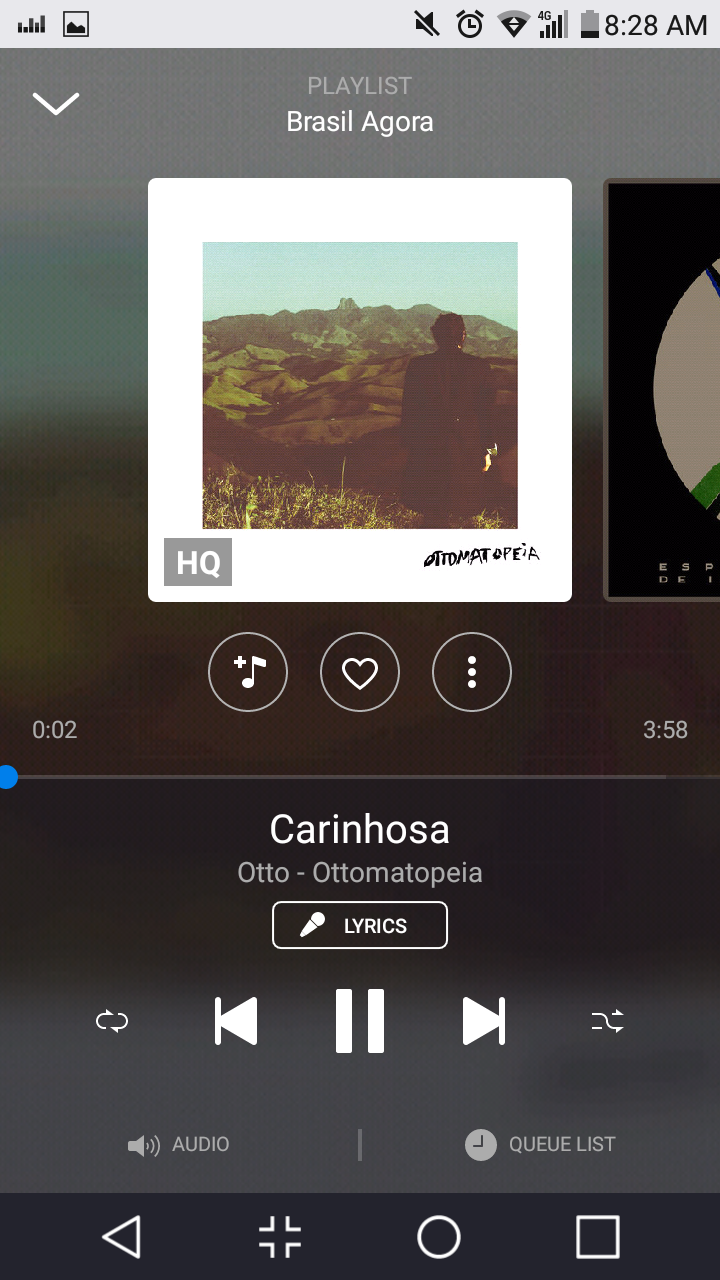 4G 8:28 AM
PLAYLIST
Brasil Agora
HQ
OTTOMATOPEiA
E S P
D E I
0:02 3:58
Carinhosa
Otto - Ottomatopeia
LYRICS
AUDIO QUEUE LIST